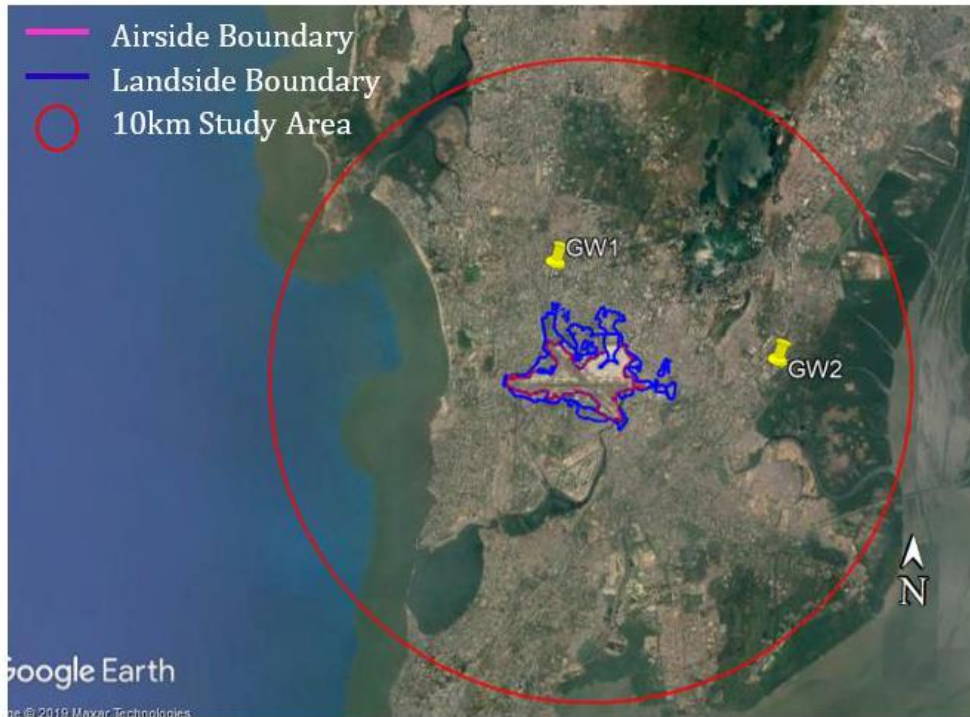 Airside Boundary
Landside Boundary
10km Study Area
GW1
GW2
N
Google Earth
© 2019 Maxar Technologies